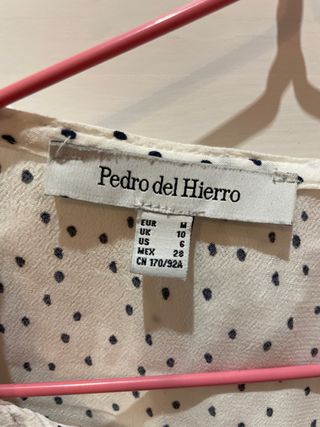 Pedro del Hierro
EUR M
UK 10
US 6
MEX 28
CN 170/92A